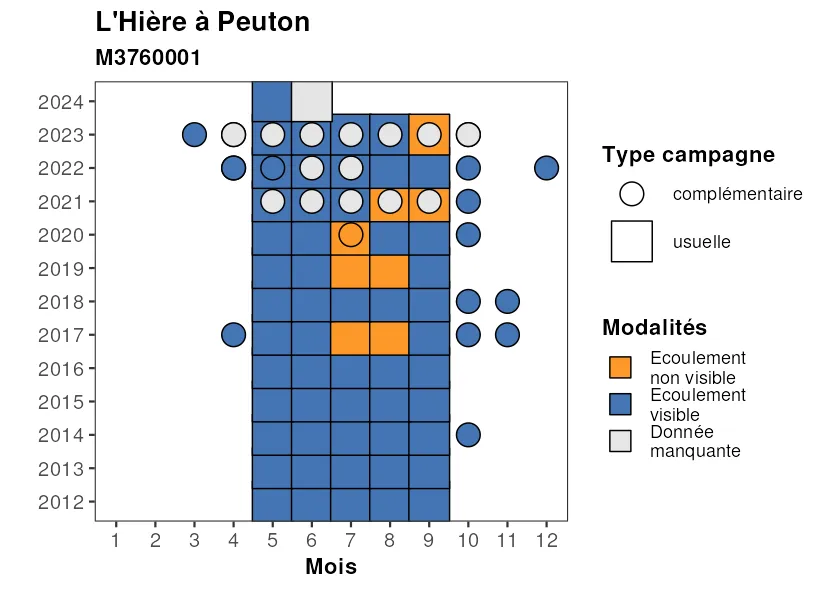 L'Hière à Peuton
M3760001
2024
2023
2022
2021
2020
2019
2018
2017
2016
2015
2014
2013
2012
1 2 3 4 5 6 7 8 9 10 11 12
Mois
Type campagne
complémentaire
usuelle
Modalités
Ecoulement
non visible
Ecoulement
visible
Donnée
manquante